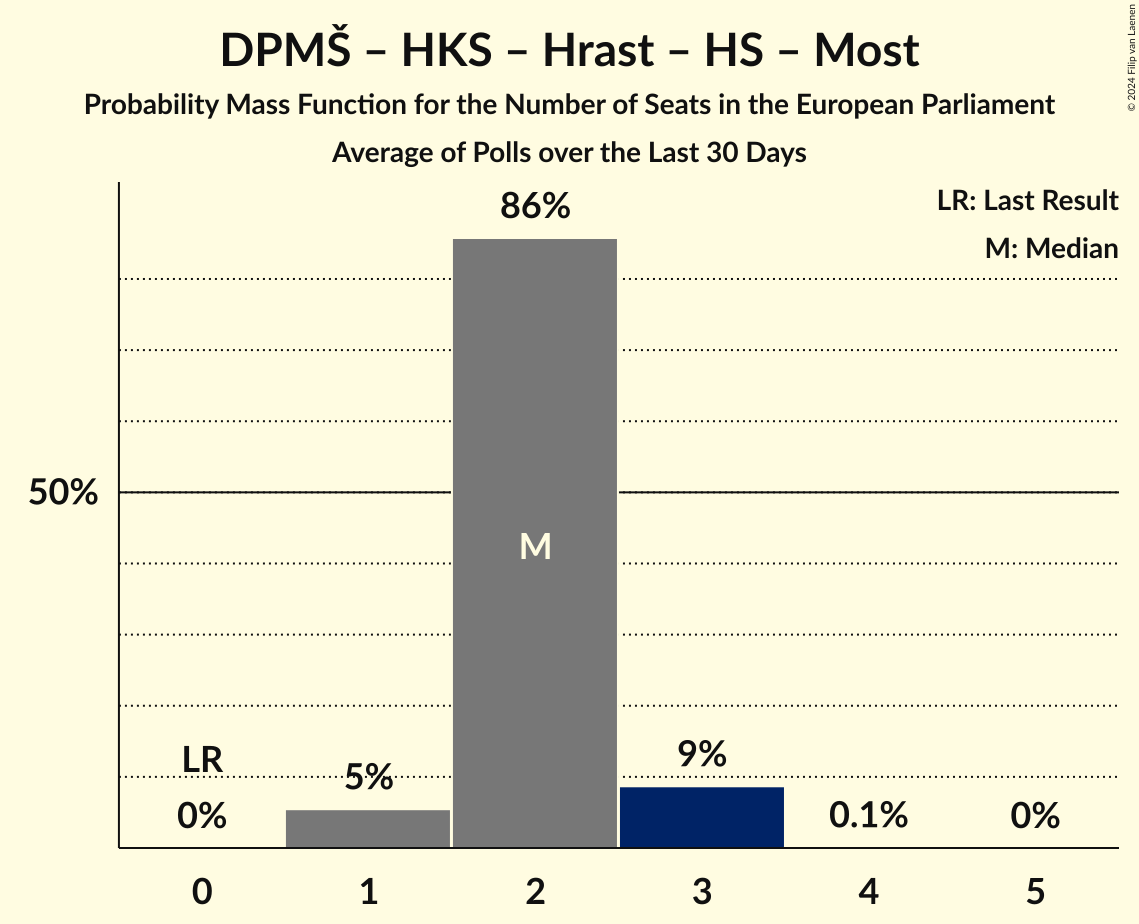 DPMŠ – HKS – Hrast – HS – Most
Probability Mass Function for the Number of Seats in the European Parliament
Average of Polls over the Last 30 Days
© 2024 Filip van Laenen
LR: Last Result
M: Median
86%
50%
M
LR
0%
5%
9%
0.1%
0%
0 1 2 3 4 5